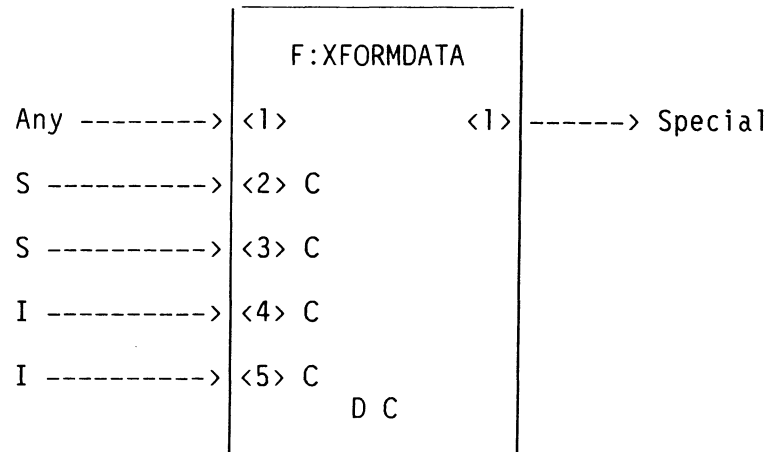 F:XFORMDATA
Any --------> <1> <1> ------> Special
S ----------> <2> C
S ----------> <3> C
I ----------> <4> C
I ----------> <5> C
D C